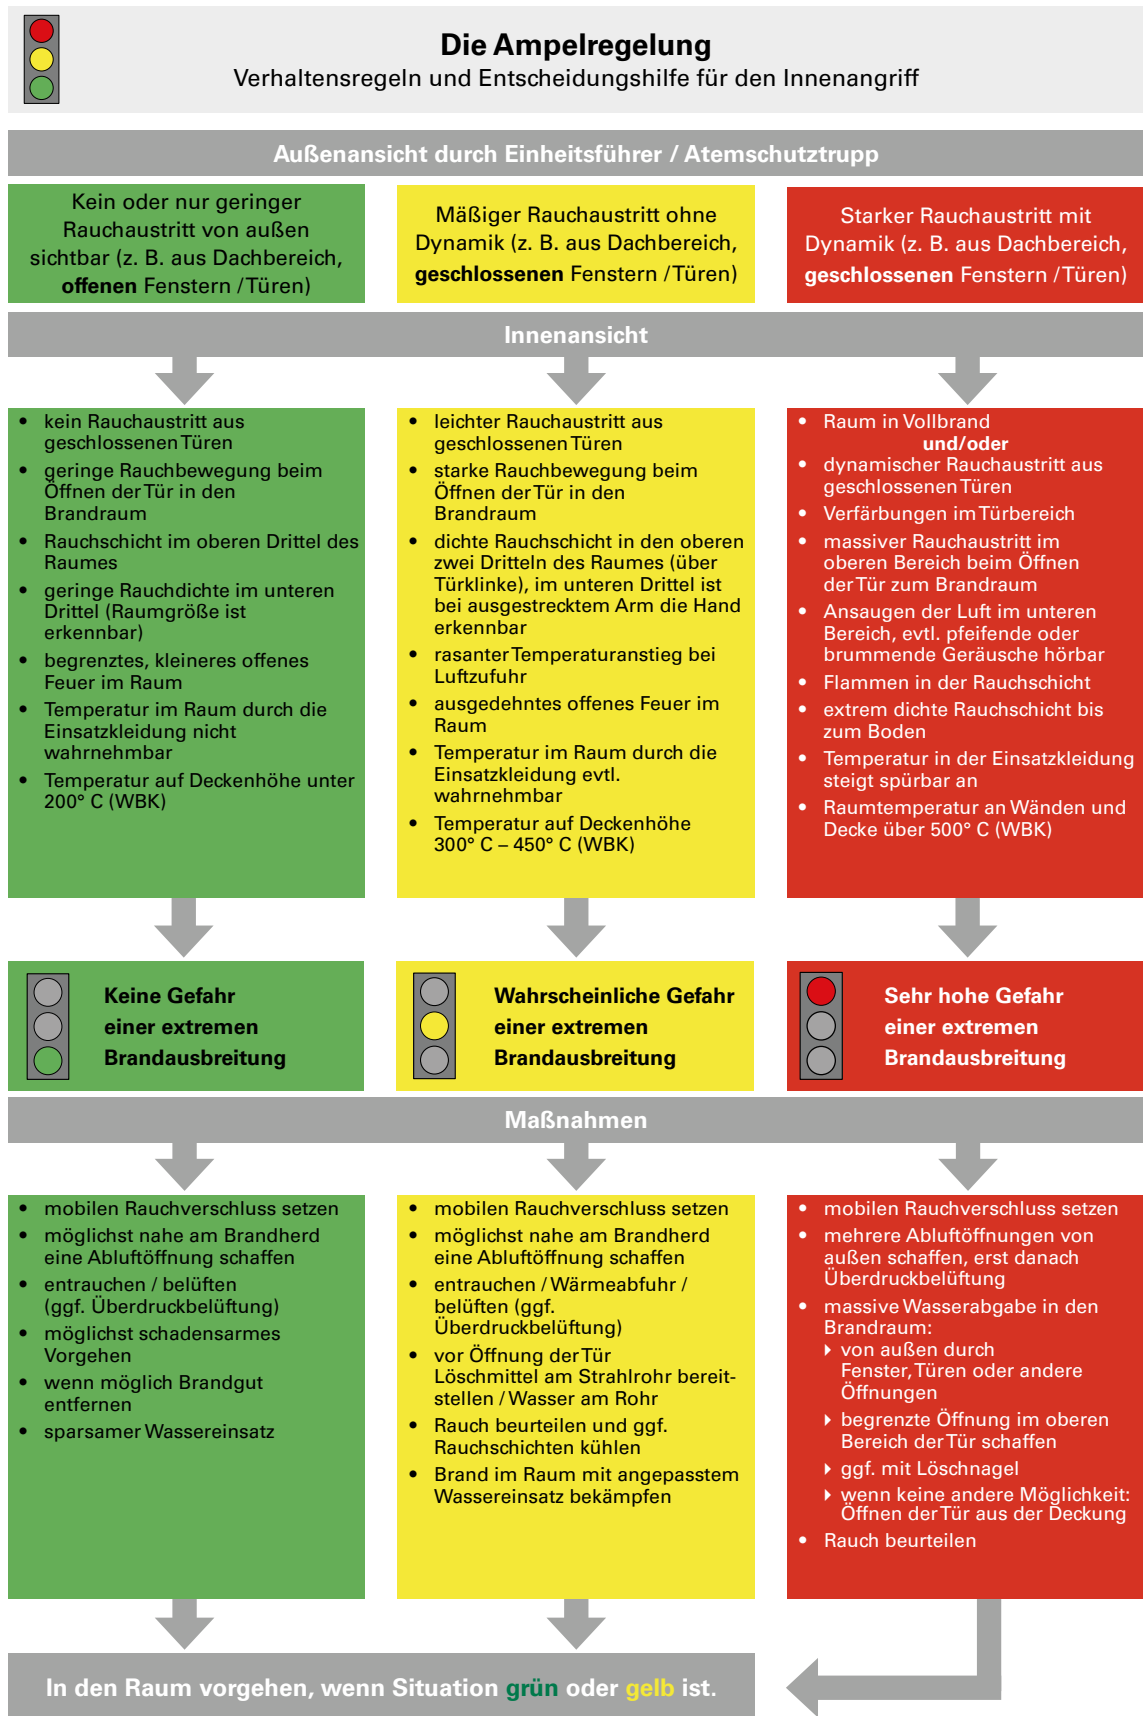 Die Ampelregelung
Verhaltensregeln und Entscheidungshilfe für den Innenangriff
Außenansicht durch Einheitsführer / Atemschutztrupp
Kein oder nur geringer
Rauchaustritt von außen
sichtbar (z. B. aus Dachbereich,
offenen Fenstern / Türen)
Mäßiger Rauchaustritt ohne
Dynamik (z. B. aus Dachbereich,
geschlossenen Fenstern / Türen)
Starker Rauchaustritt mit
Dynamik (z. B. aus Dachbereich,
geschlossenen Fenstern / Türen)
Innenansicht
• kein Rauchaustritt aus
geschlossenen Türen
• geringe Rauchbewegung beim
Öffnen der Tür in den
Brandraum
• Rauchschicht im oberen Drittel des
Raumes
• geringe Rauchdichte im unteren
Drittel (Raumgröße ist
erkennbar)
• begrenztes, kleineres offenes
Feuer im Raum
• Temperatur im Raum durch die
Einsatzkleidung nicht
wahrnehmbar
• Temperatur auf Deckenhöhe unter
200° C (WBK)
• leichter Rauchaustritt aus
geschlossenen Türen
• starke Rauchbewegung beim
Öffnen der Tür in den
Brandraum
• dichte Rauchschicht in den oberen
zwei Dritteln des Raumes (über
Türklinke), im unteren Drittel ist
bei ausgestrecktem Arm die Hand
erkennbar
• rasanter Temperaturanstieg bei
Luftzufuhr
• ausgedehntes offenes Feuer im
Raum
• Temperatur im Raum durch die
Einsatzkleidung evtl.
wahrnehmbar
• Temperatur auf Deckenhöhe
300° C – 450° C (WBK)
• Raum in Vollbrand
und/oder
• dynamischer Rauchaustritt aus
geschlossenen Türen
• Verfärbungen im Türbereich
• massiver Rauchaustritt im
oberen Bereich beim Öffnen
der Tür zum Brandraum
• Ansaugen der Luft im unteren
Bereich, evtl. pfeifende oder
brummende Geräusche hörbar
• Flammen in der Rauchschicht
• extrem dichte Rauchschicht bis
zum Boden
• Temperatur in der Einsatzkleidung
steigt spürbar an
• Raumtemperatur an Wänden und
Decke über 500° C (WBK)
Keine Gefahr
einer extremen
Brandausbreitung
Wahrscheinliche Gefahr
einer extremen
Brandausbreitung
Sehr hohe Gefahr
einer extremen
Brandausbreitung
Maßnahmen
• mobilen Rauchverschluss setzen
• möglichst nahe am Brandherd
eine Abluftöffnung schaffen
• entrauchen / belüften
(ggf. Überdruckbelüftung)
• möglichst schadensarmes
Vorgehen
• wenn möglich Brandgut
entfernen
• sparsamer Wassereinsatz
• mobilen Rauchverschluss setzen
• möglichst nahe am Brandherd
eine Abluftöffnung schaffen
• entrauchen / Wärmeabfuhr /
belüften (ggf.
Überdruckbelüftung)
• vor Öffnung der Tür
Löschmittel am Strahlrohr bereit-
stellen / Wasser am Rohr
• Rauch beurteilen und ggf.
Rauchschichten kühlen
• Brand im Raum mit angepasstem
Wassereinsatz bekämpfen
• mobilen Rauchverschluss setzen
• mehrere Abluftöffnungen von
außen schaffen, erst danach
Überdruckbelüftung
• massive Wasserabgabe in den
Brandraum:
von außen durch
Fenster, Türen oder andere
Öffnungen
begrenzte Öffnung im oberen
Bereich der Tür schaffen
ggf. mit Löschnagel
wenn keine andere Möglichkeit:
Öffnen der Tür aus der Deckung
• Rauch beurteilen
In den Raum vorgehen, wenn Situation grün oder gelb ist.